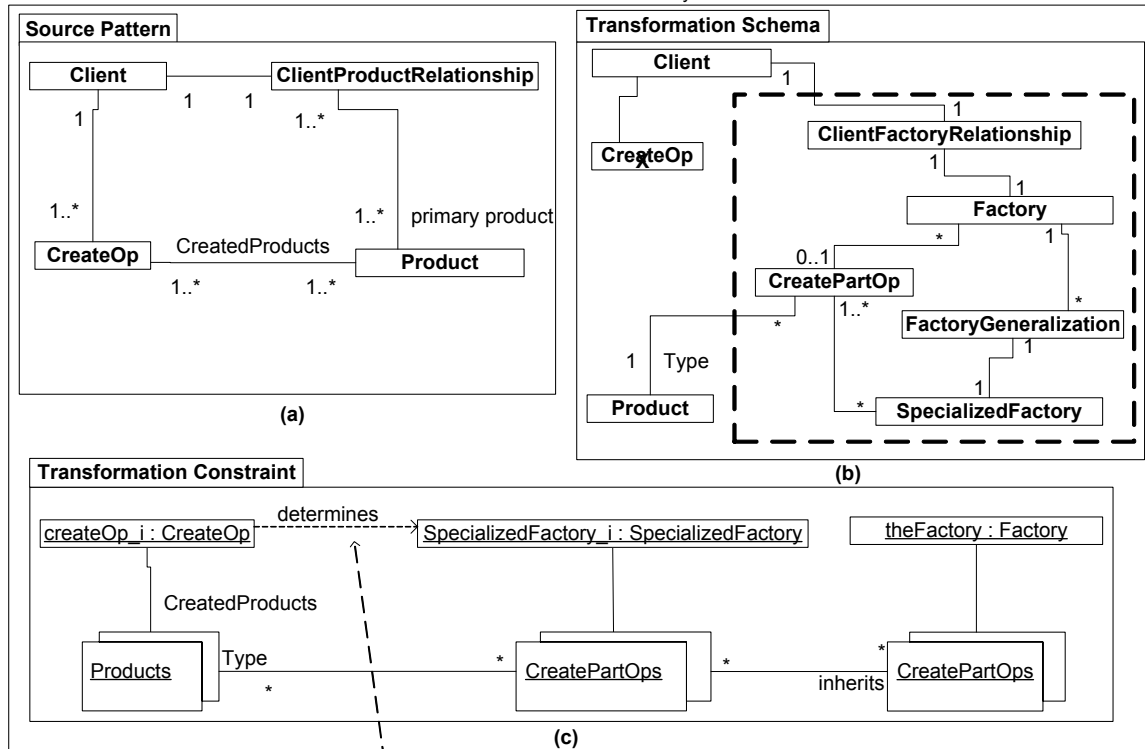 Source Pattern
Client
ClientProductRelationship
1
1
1
1..*
1..*
1..*
primary product
CreateOp
CreatedProducts
Product
1..*
1..*
(a)
Transformation Schema
Client
1
1
CreateOp
X
ClientFactoryRelationship
1
1
Factory
*
1
0..1
CreatePartOp
*
1..*
*
FactoryGeneralization
1
1
Type
1
Product
*
SpecializedFactory
(b)
Transformation Constraint
createOp_i : CreateOp
determines
SpecializedFactory_i : SpecializedFactory
theFactory : Factory
CreatedProducts
Products
Type
*
*
CreatePartOps
*
*
inherits
CreatePartOps
(c)